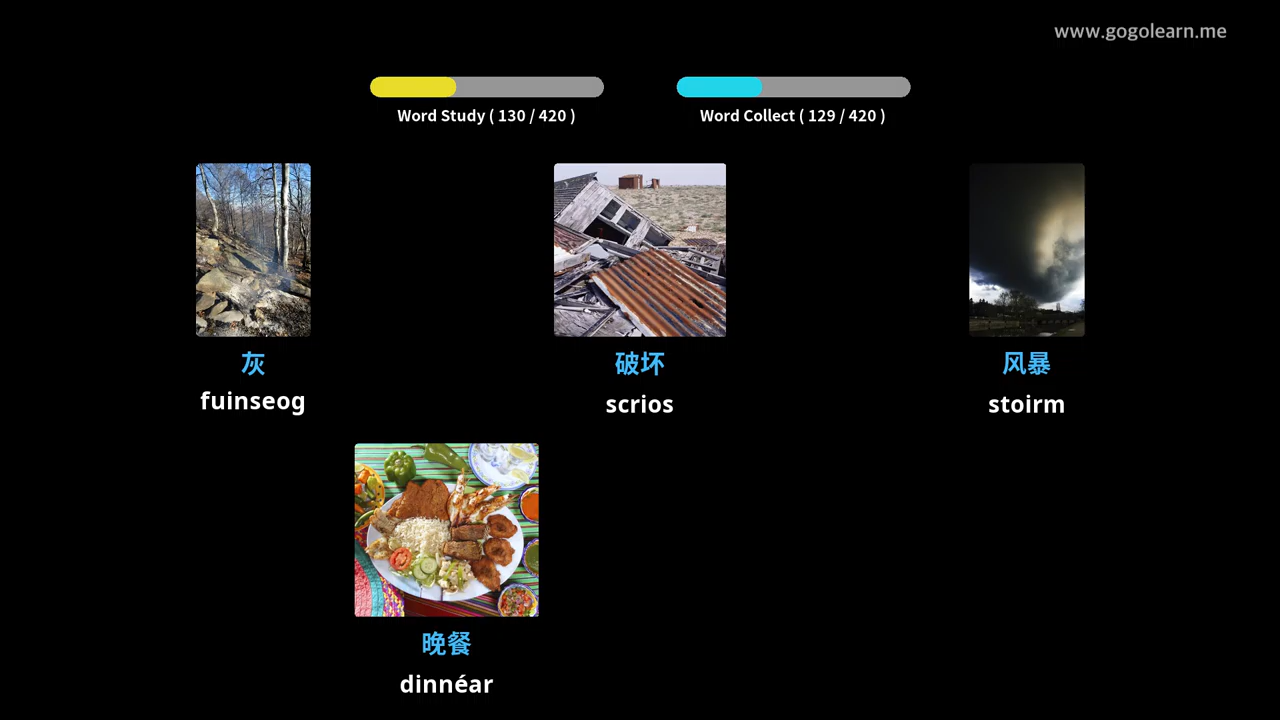 www.gogolearn.me
Word Study ( 130 / 420 )
Word Collect ( 129 / 420 )
灰
fuinseog
破坏
scrios
风暴
stoirm
晚餐
dinnéar